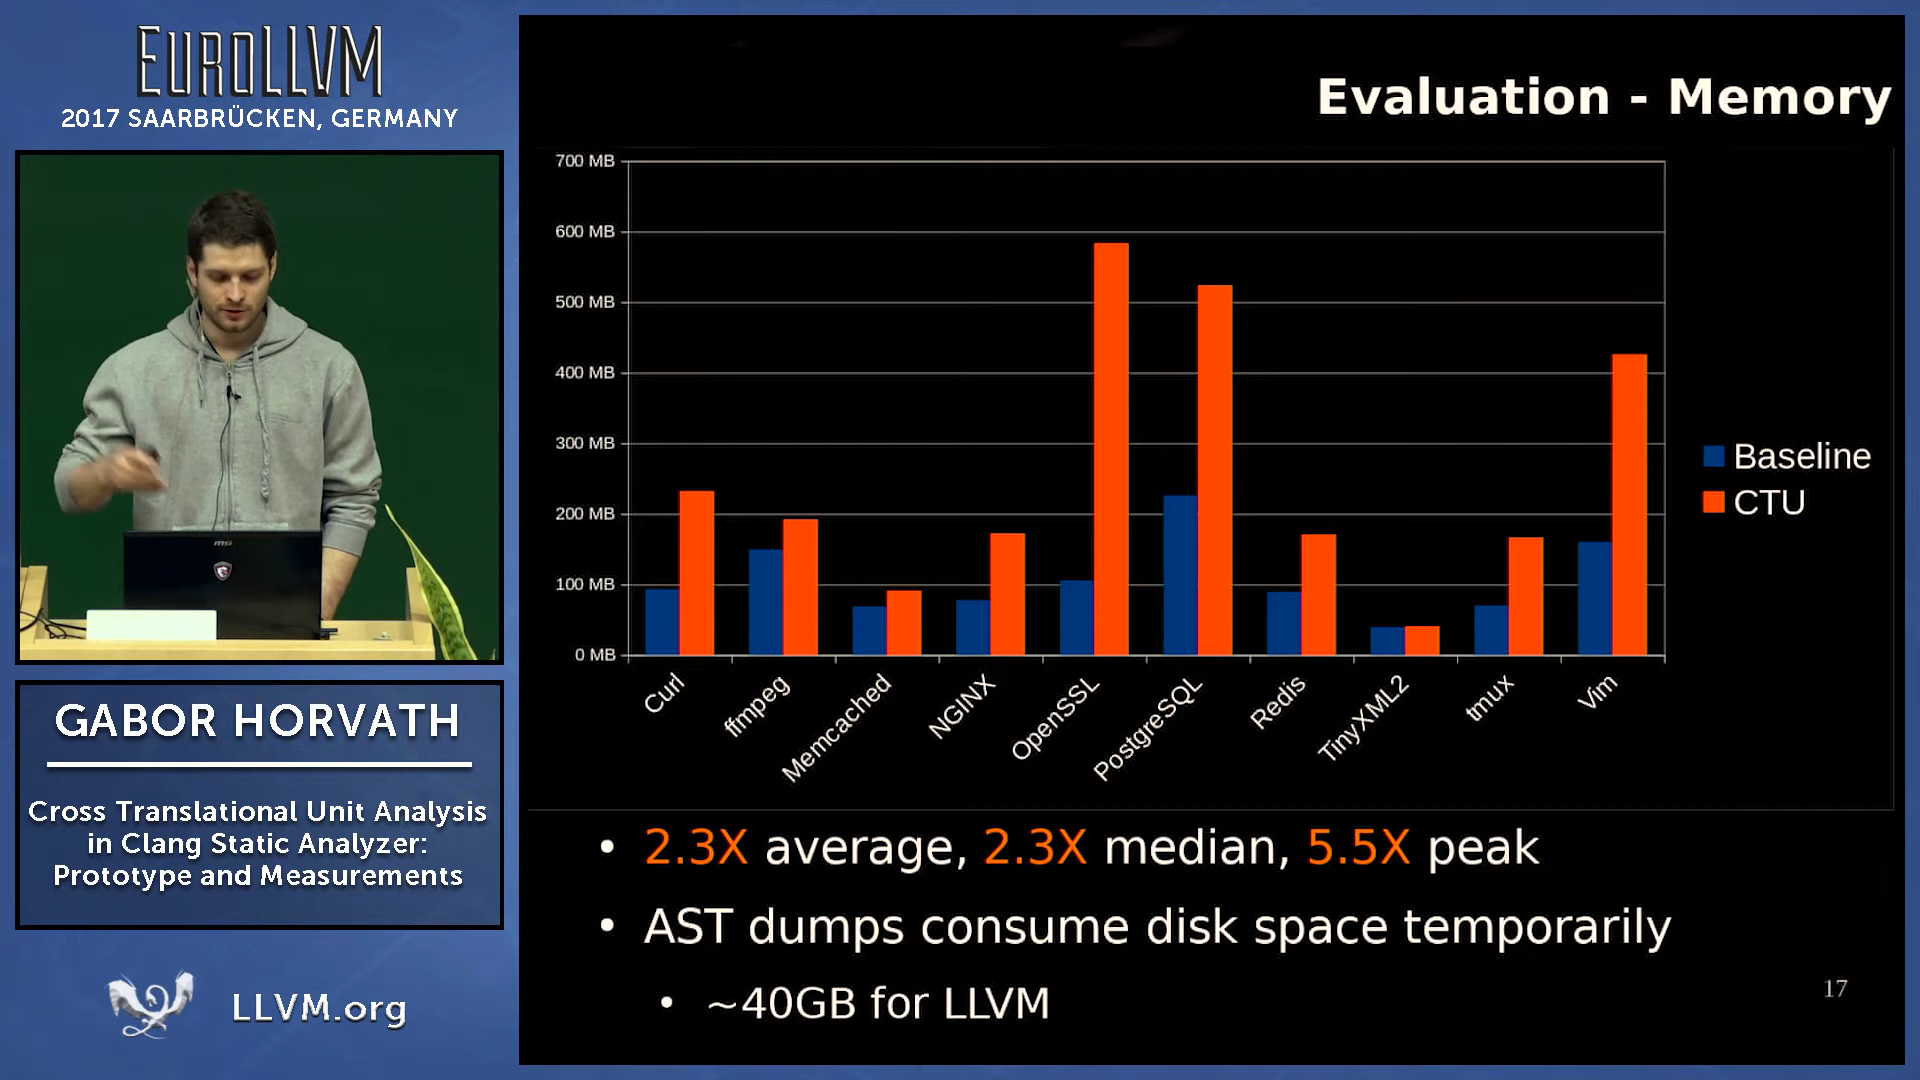 EUROLLVM
2017 SAARBRÜCKEN, GERMANY
msi
GABOR HORVATH
Cross Translational Unit Analysis
in Clang Static Analyzer:
Prototype and Measurements
LLVM.org
Evaluation - Memory
700 MB
600 MB
500 MB
400 MB
300 MB
200 MB
100 MB
0 MB
Curl
ffmpeg
Memcached
NGINX
OpenSSL
PostgreSQL
Redis
TinyXML2
tmux
Vim
Baseline
CTU
• 2.3X average, 2.3X median, 5.5X peak
• AST dumps consume disk space temporarily
• ~40GB for LLVM
17